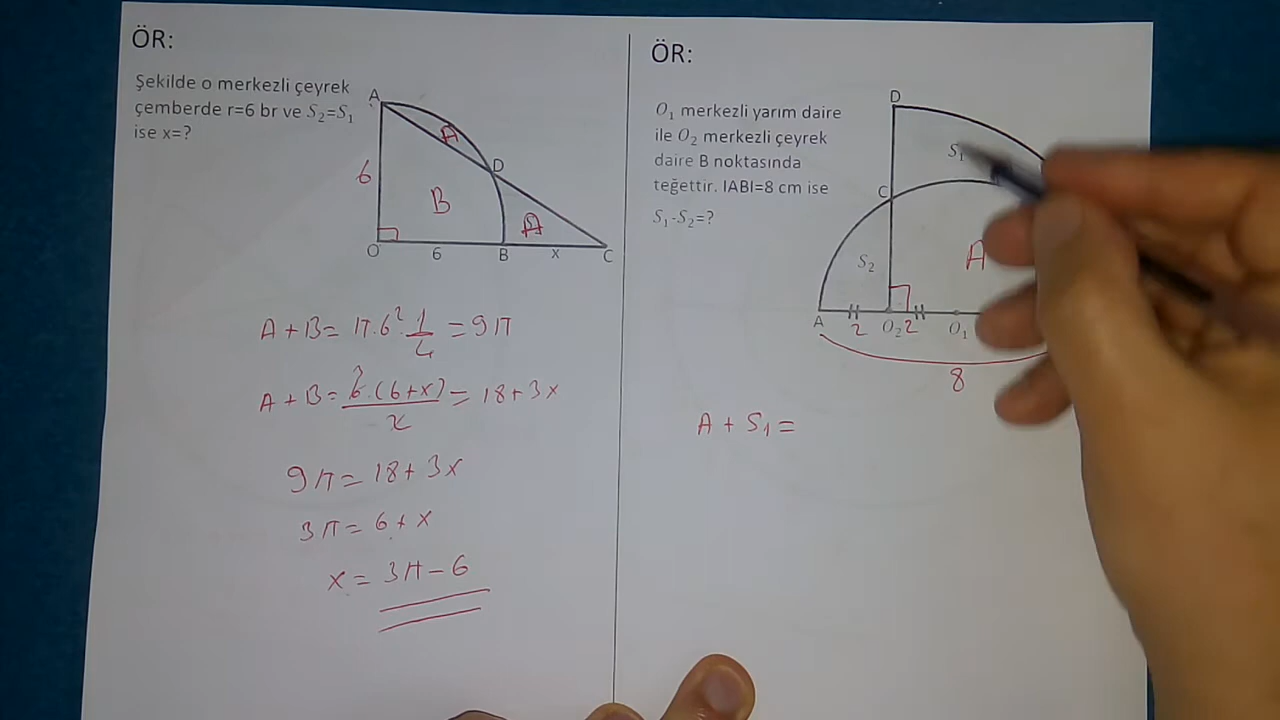 ÖR:
Şekilde o merkezli çeyrek
çemberde r=6 br ve S₂=S₁
ise x=?
A
A
D
6
B
A
O
6
B
x
C
A+B= π.6².1/4 =9π
A+B= 6.(6+x)/2 = 18+3x
9π=18+3x
3π=6+x
x=3π-6
ÖR:
O₁ merkezli yarım daire
ile O₂ merkezli çeyrek
daire B noktasında
teğettir. IABI=8 cm ise
S₁-S₂=?
D
S₁
C
S₂
A
A
2
O₂
2
O₁
8
A + S₁ =